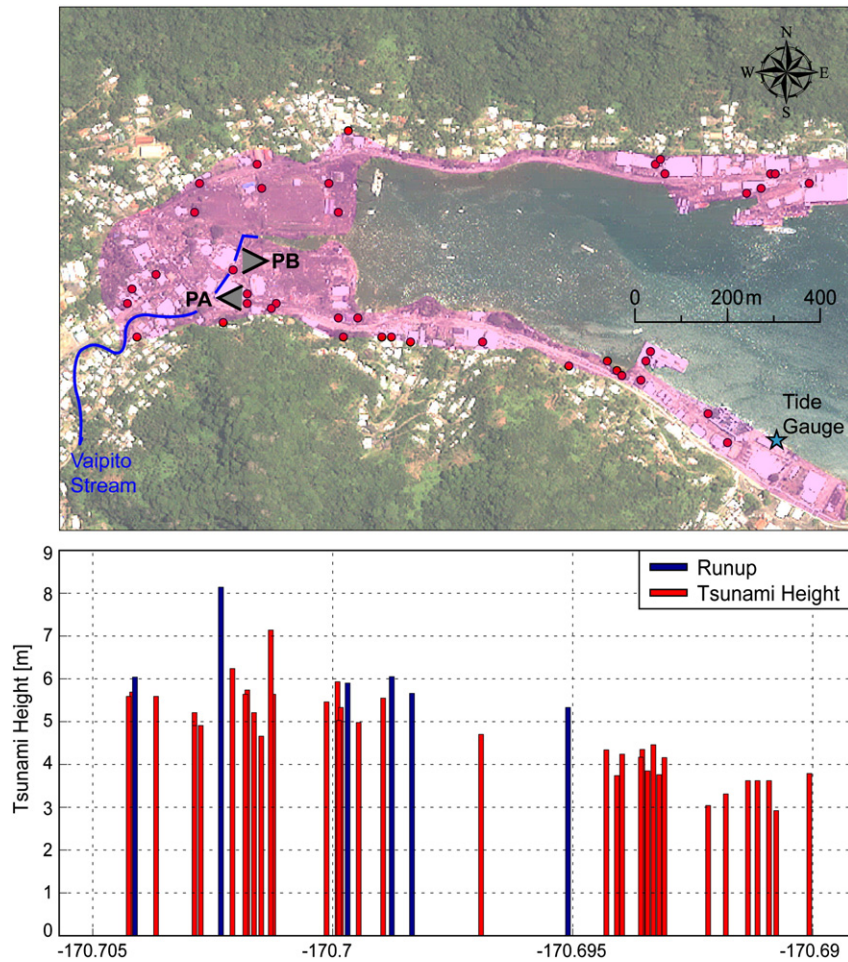 N
W E
S
PB
PA
0 200m 400
Tide
Gauge
Vaipito
Stream
Tsunami Height [m]
9
8
7
6
5
4
3
2
1
0
Runup
Tsunami Height
-170.705 -170.7 -170.695 -170.69